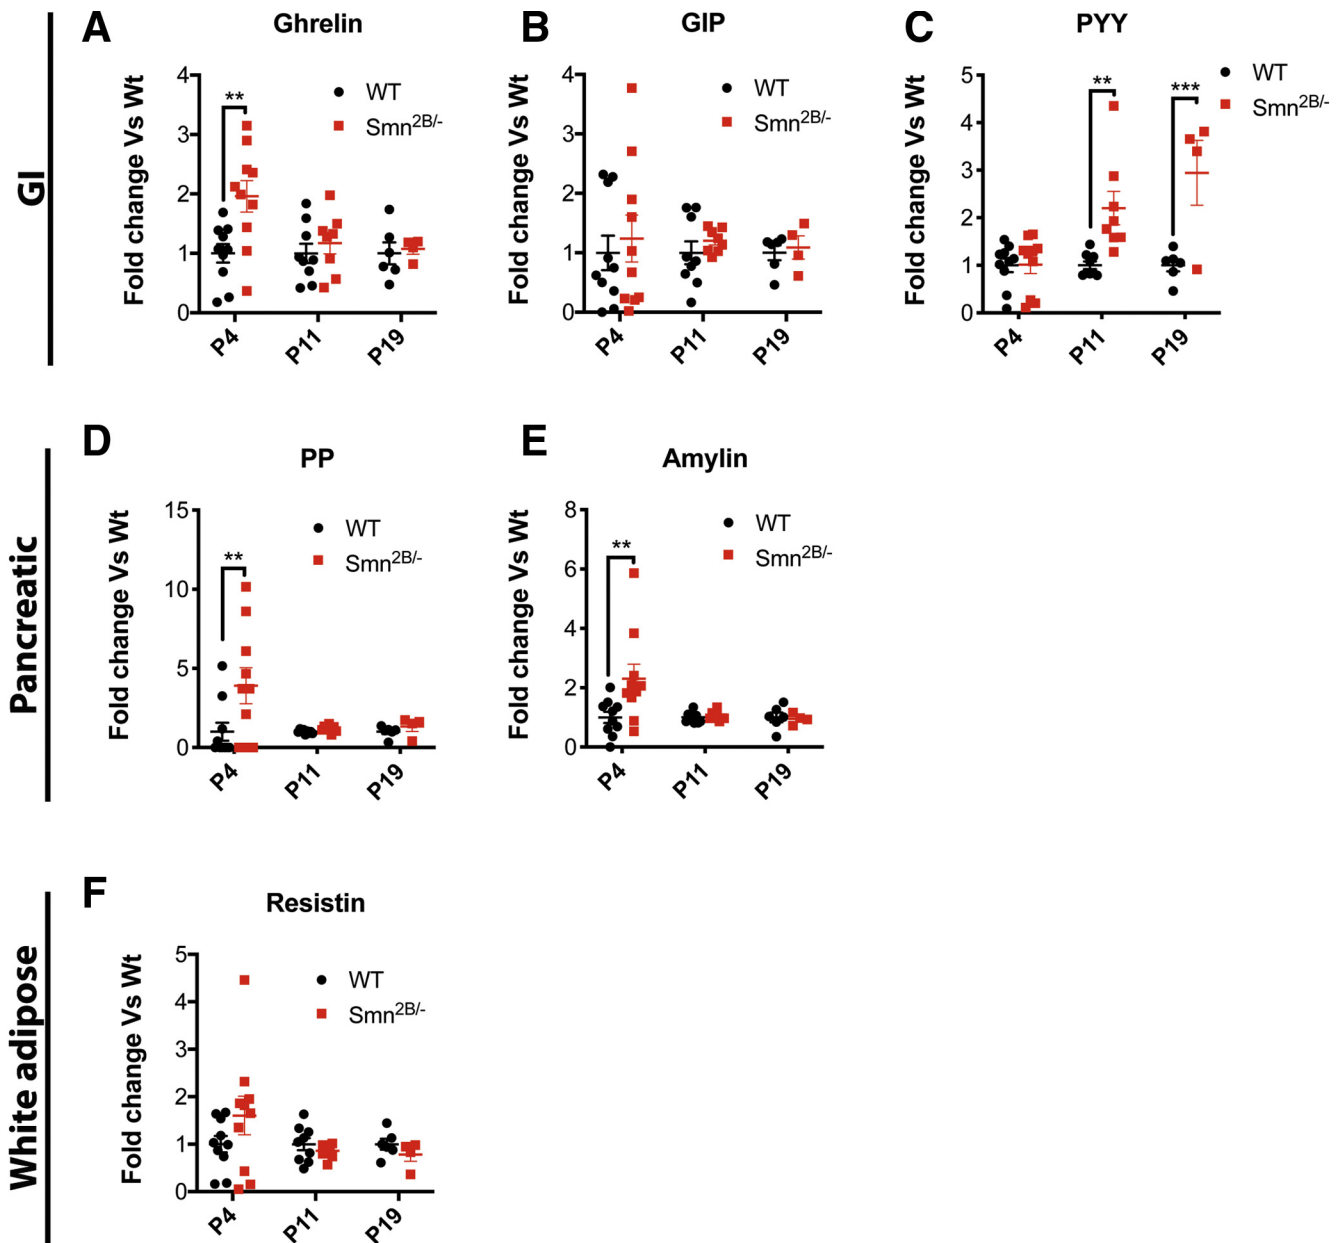 GI
A
Ghrelin
Fold change Vs Wt
4
3
2
1
0
**
WT
Smn2B/-
P4
P11
P19
B
GIP
Fold change Vs Wt
4
3
2
1
0
WT
Smn2B/-
P4
P11
P19
C
PYY
Fold change Vs Wt
5
4
3
2
1
0
**
***
WT
Smn2B/-
P4
P11
P19
Pancreatic
D
PP
Fold change Vs Wt
15
10
5
0
**
WT
Smn2B/-
P4
P11
P19
E
Amylin
Fold change Vs Wt
8
6
4
2
0
**
WT
Smn2B/-
P4
P11
P19
White adipose
F
Resistin
Fold change Vs Wt
5
4
3
2
1
0
WT
Smn2B/-
P4
P11
P19